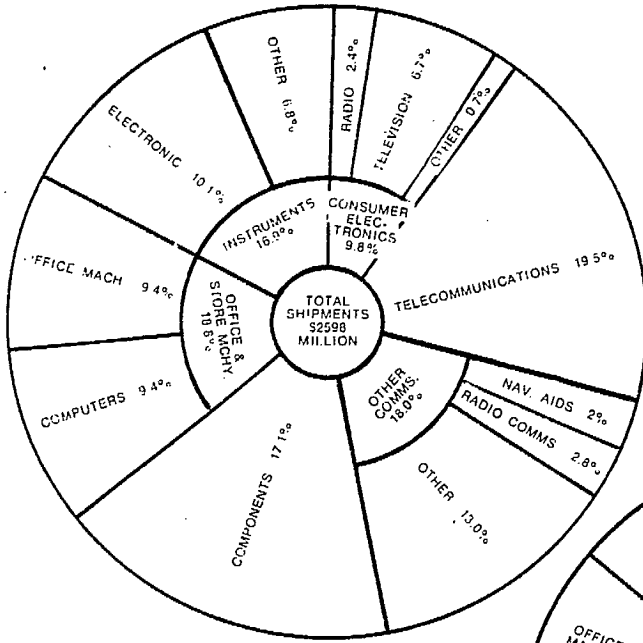 TOTAL
SHIPMENTS
$2598
MILLION
CONSUMER
ELEC-
TRONICS
9.8%
RADIO 2.4%
TELEVISION 6.7%
OTHER 0.7%
TELECOMMUNICATIONS 19.5%
OTHER
COMMS.
18.0%
NAV. AIDS 2%
RADIO COMMS 2.8%
OTHER 13.0%
COMPONENTS 17.1%
OFFICE &
STORE MCHY.
18.8%
COMPUTERS 9.4%
OFFICE MACH 9.4%
INSTRUMENTS
16.9%
ELECTRONIC 10.1%
OTHER
6.8%
OFFICE